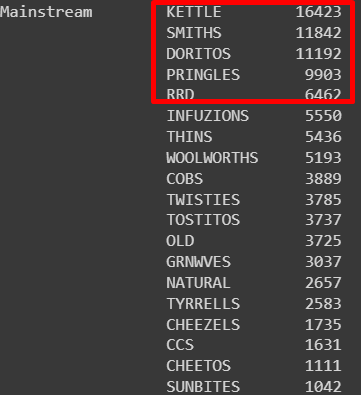 Mainstream KETTLE 16423
SMITHS 11842
DORITOS 11192
PRINGLES 9903
RRD 6462
INFUZIONS 5550
THINS 5436
WOOLWORTHS 5193
COBS 3889
TWISTIES 3785
TOSTITOS 3737
OLD 3725
GRNWVES 3037
NATURAL 2657
TYRRELLS 2583
CHEEZELS 1735
CCS 1631
CHEETOS 1111
SUNBITES 1042